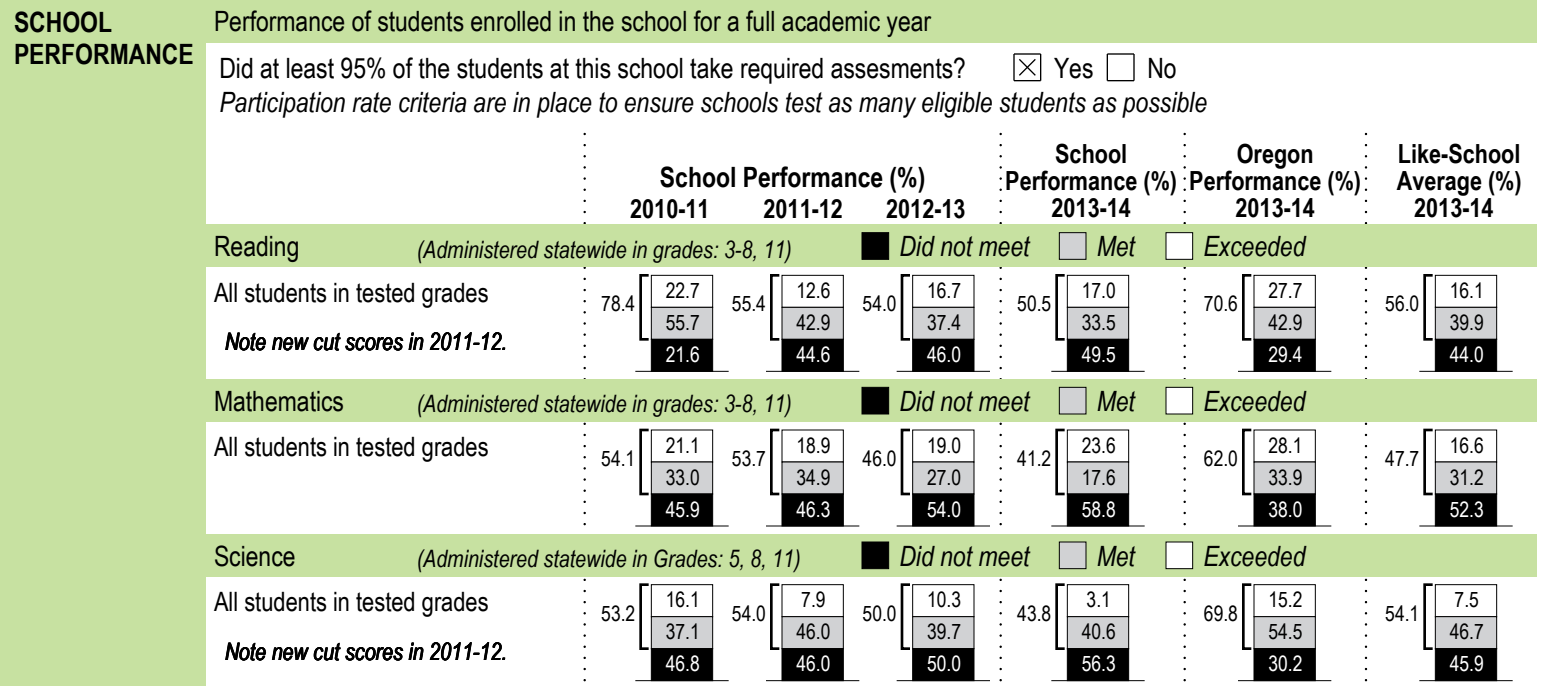 SCHOOL
PERFORMANCE
Performance of students enrolled in the school for a full academic year
Did at least 95% of the students at this school take required assesments? Yes No
Participation rate criteria are in place to ensure schools test as many eligible students as possible
School Performance (%)
2010-11 2011-12 2012-13
School
Performance (%)
2013-14
Oregon
Performance (%)
2013-14
Like-School
Average (%)
2013-14
Reading (Administered statewide in grades: 3-8, 11) Did not meet Met Exceeded
All students in tested grades
Note new cut scores in 2011-12.
78.4 22.7 55.7 21.6
55.4 12.6 42.9 44.6
54.0 16.7 37.4 46.0
50.5 17.0 33.5 49.5
70.6 27.7 42.9 29.4
56.0 16.1 39.9 44.0
Mathematics (Administered statewide in grades: 3-8, 11) Did not meet Met Exceeded
All students in tested grades
54.1 21.1 33.0 45.9
53.7 18.9 34.9 46.3
46.0 19.0 27.0 54.0
41.2 23.6 17.6 58.8
62.0 28.1 33.9 38.0
47.7 16.6 31.2 52.3
Science (Administered statewide in Grades: 5, 8, 11) Did not meet Met Exceeded
All students in tested grades
Note new cut scores in 2011-12.
53.2 16.1 37.1 46.8
54.0 7.9 46.0 46.0
50.0 10.3 39.7 50.0
43.8 3.1 40.6 56.3
69.8 15.2 54.5 30.2
54.1 7.5 46.7 45.9